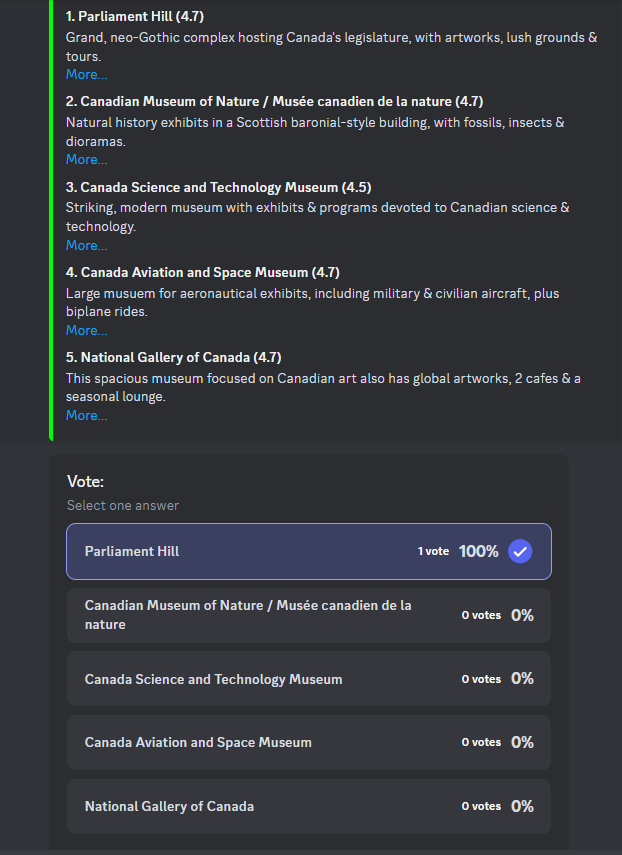 1. Parliament Hill (4.7)
Grand, neo-Gothic complex hosting Canada's legislature, with artworks, lush grounds &
tours.
More...
2. Canadian Museum of Nature / Musée canadien de la nature (4.7)
Natural history exhibits in a Scottish baronial-style building, with fossils, insects &
dioramas.
More...
3. Canada Science and Technology Museum (4.5)
Striking, modern museum with exhibits & programs devoted to Canadian science &
technology.
More...
4. Canada Aviation and Space Museum (4.7)
Large musuem for aeronautical exhibits, including military & civilian aircraft, plus
biplane rides.
More...
5. National Gallery of Canada (4.7)
This spacious museum focused on Canadian art also has global artworks, 2 cafes & a
seasonal lounge.
More...
Vote:
Select one answer
Parliament Hill 1 vote 100%
Canadian Museum of Nature / Musée canadien de la
nature 0 votes 0%
Canada Science and Technology Museum 0 votes 0%
Canada Aviation and Space Museum 0 votes 0%
National Gallery of Canada 0 votes 0%